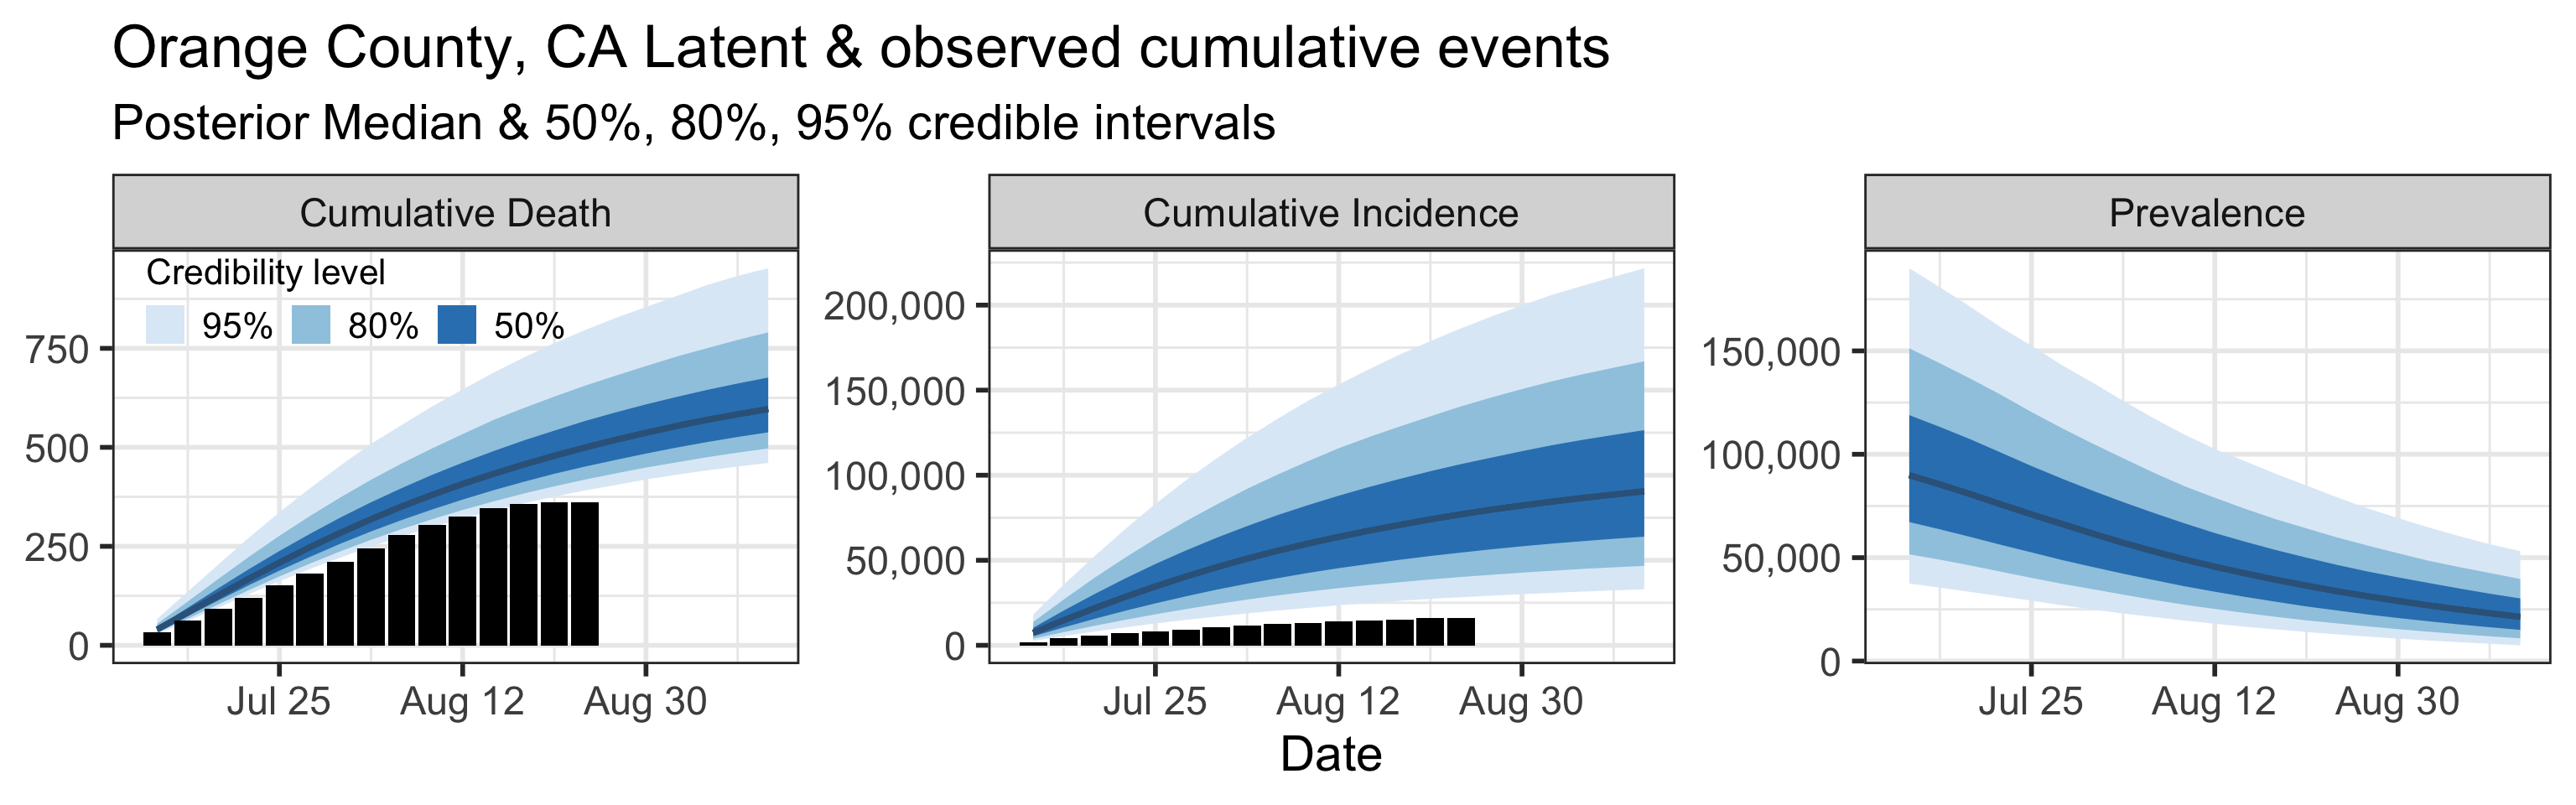 Orange County, CA Latent & observed cumulative events
Posterior Median & 50%, 80%, 95% credible intervals
Cumulative Death
Credibility level
95% 80% 50%
750
500
250
0
Jul 25 Aug 12 Aug 30
Cumulative Incidence
200,000
150,000
100,000
50,000
0
Jul 25 Aug 12 Aug 30
Prevalence
150,000
100,000
50,000
0
Jul 25 Aug 12 Aug 30
Date